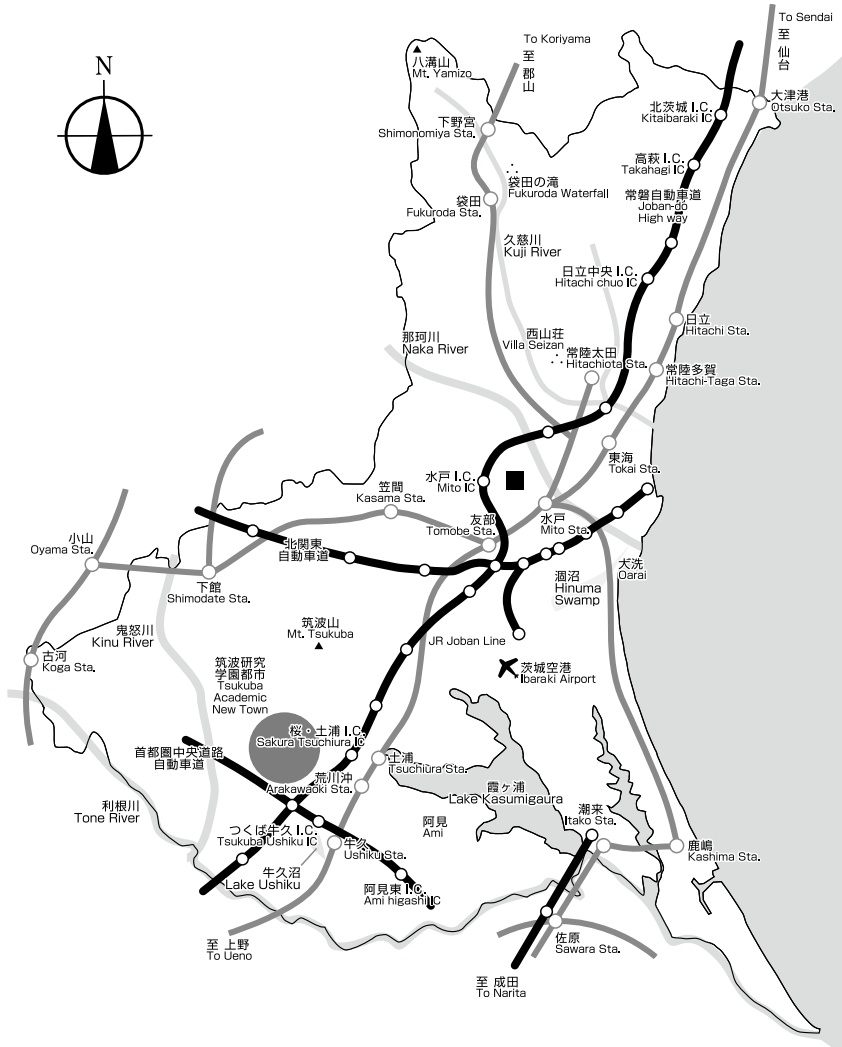 To Sendai
至
仙
台
To Koriyama
至
郡
山
N
八溝山
Mt. Yamizo
大津港
Otsuko Sta.
北茨城 I.C.
Kitaibaraki IC
下野宮
Shimonomiya Sta.
高萩 I.C.
Takahagi IC
袋田の滝
Fukuroda Waterfall
袋田
Fukuroda Sta.
常磐自動車道
Joban-do
High way
久慈川
Kuji River
日立中央 I.C.
Hitachi chuo IC
日立
Hitachi Sta.
那珂川
Naka River
西山荘
Villa Seizan
常陸太田
Hitachiota Sta.
常陸多賀
Hitachi-Taga Sta.
東海
Tokai Sta.
水戸 I.C.
Mito IC
笠間
Kasama Sta.
友部
Tomobe Sta.
水戸
Mito Sta.
小山
Oyama Sta.
北関東
自動車道
大洗
Oarai
涸沼
Hinuma
Swamp
下館
Shimodate Sta.
鬼怒川
Kinu River
筑波山
Mt. Tsukuba
JR Joban Line
古河
Koga Sta.
筑波研究
学園都市
Tsukuba
Academic
New Town
茨城空港
Ibaraki Airport
桜・土浦 I.C.
Sakura Tsuchiura IC
首都圏中央道路
自動車道
土浦
Tsuchiura Sta.
荒川沖
Arakawaoki Sta.
霞ヶ浦
Lake Kasumigaura
利根川
Tone River
阿見
Ami
潮来
Itako Sta.
つくば牛久 I.C.
Tsukuba Ushiku IC
牛久
Ushiku Sta.
鹿嶋
Kashima Sta.
牛久沼
Lake Ushiku
阿見東 I.C.
Ami higashi IC
至 上野
To Ueno
佐原
Sawara Sta.
至 成田
To Narita